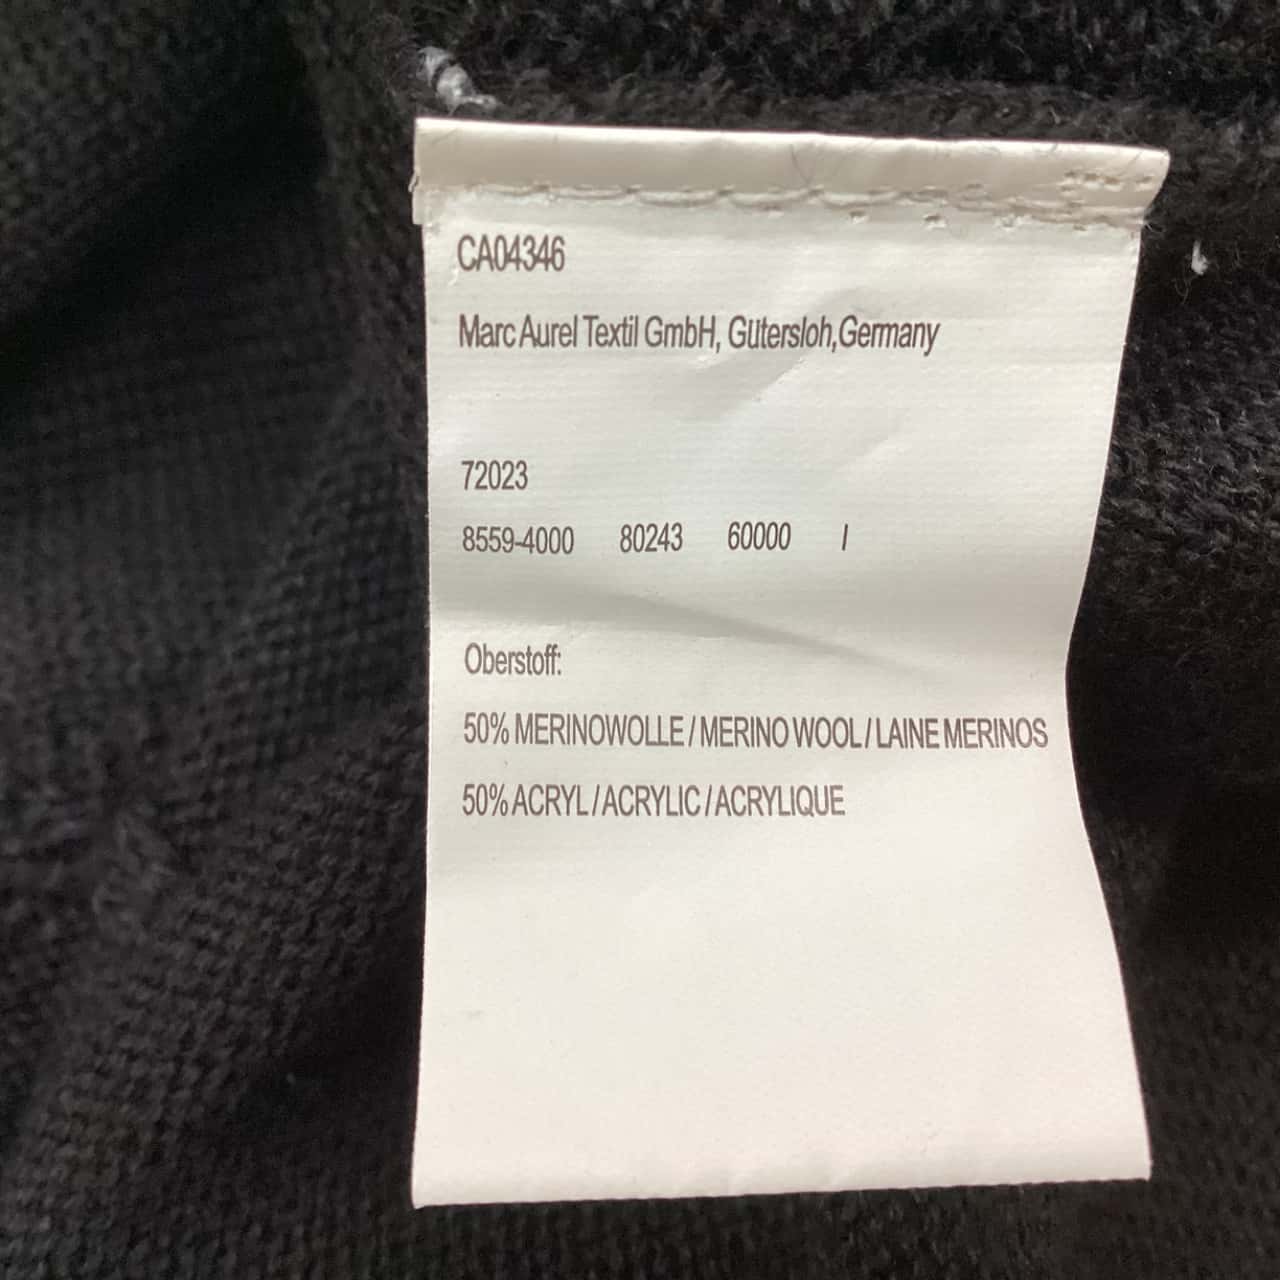 CA04346
Marc Aurel Textil GmbH, Gütersloh,Germany
72023
8559-4000 80243 60000 I
Oberstoff:
50% MERINOWOLLE / MERINO WOOL / LAINE MERINOS
50% ACRYL / ACRYLIC / ACRYLIQUE